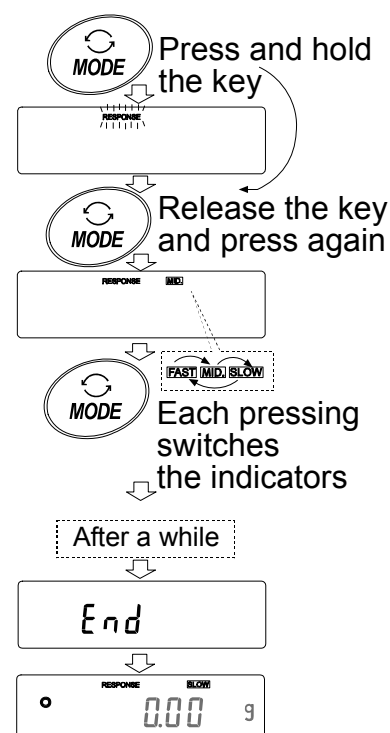 MODE
Press and hold
the key
RESPONSE
MODE
Release the key
and press again
RESPONSE MID.
FAST MID. SLOW
MODE
Each pressing
switches
the indicators
After a while
End
RESPONSE SLOW
0.00 g